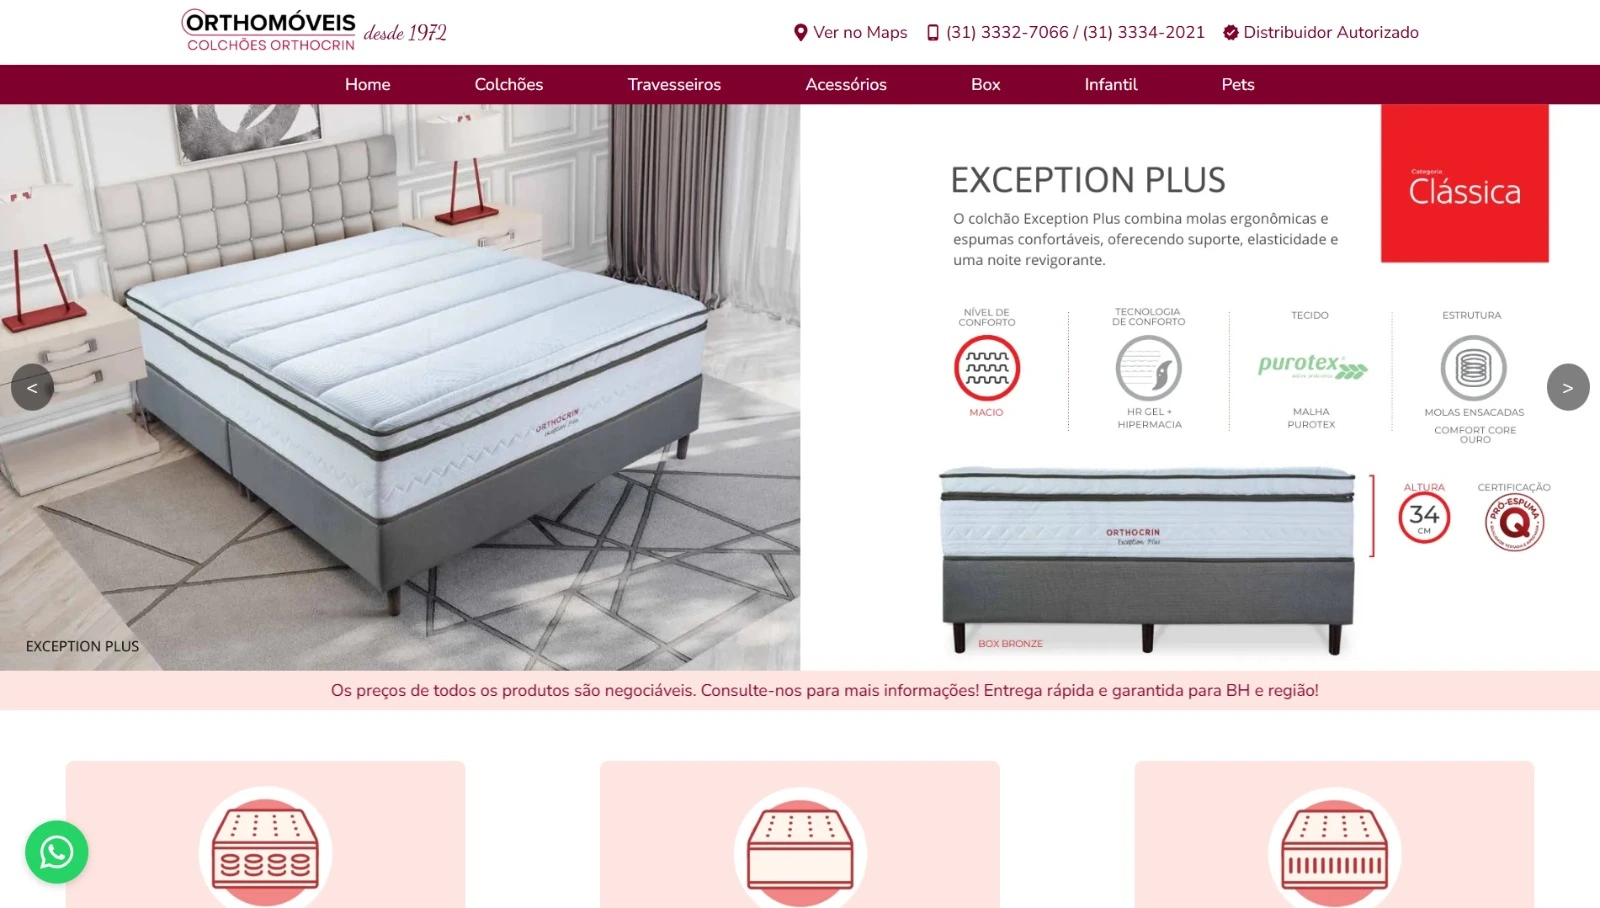 ORTHOMÓVEIS
COLCHÕES ORTHOCRIN
desde 1972
Ver no Maps
(31) 3332-7066 / (31) 3334-2021
Distribuidor Autorizado
Home
Colchões
Travesseiros
Acessórios
Box
Infantil
Pets
EXCEPTION PLUS
O colchão Exception Plus combina molas ergonômicas e
espumas confortáveis, oferecendo suporte, elasticidade e
uma noite revigorante.
Categoria
Clássica
NÍVEL DE
CONFORTO
MACIO
TECNOLOGIA
DE CONFORTO
HR GEL +
HIPERMACIA
TECIDO
purotex
MALHA
PUROTEX
ESTRUTURA
MOLAS ENSACADAS
COMFORT CORE
OURO
<
>
ORTHOCRIN
Exception Plus
ORTHOCRIN
Exception Plus
ALTURA
34
CM
CERTIFICAÇÃO
PRÓ-ESPUMA
Q
BOX BRONZE
EXCEPTION PLUS
Os preços de todos os produtos são negociáveis. Consulte-nos para mais informações! Entrega rápida e garantida para BH e região!